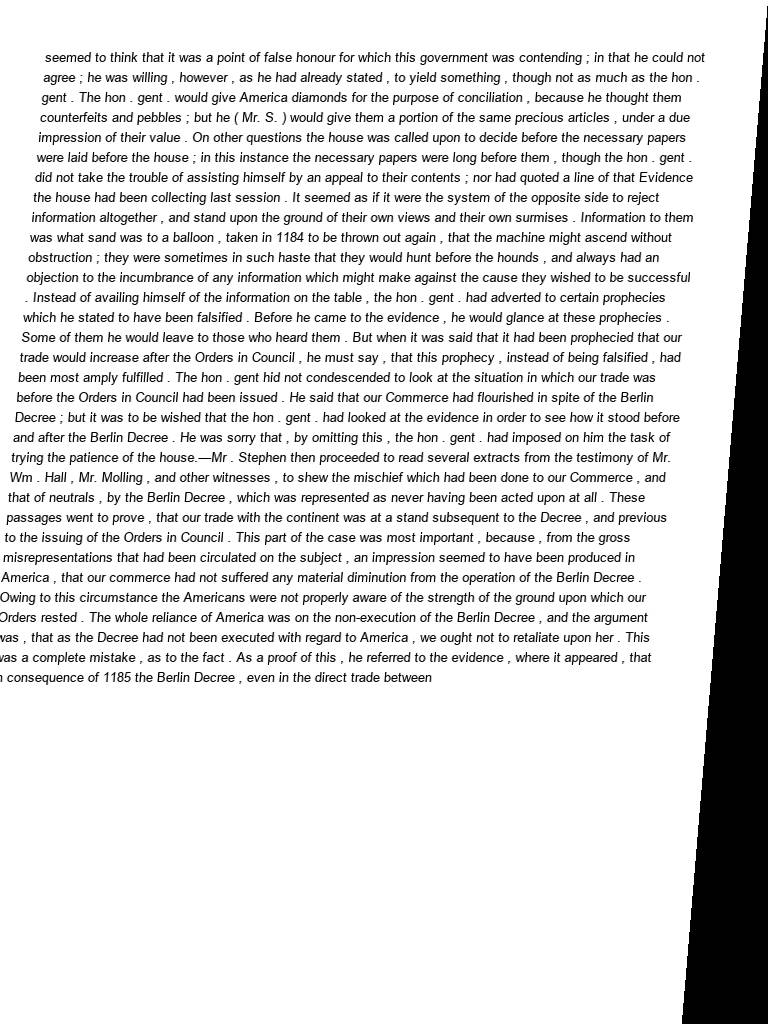 seemed to think that it was a point of false honour for which this government was contending ; in that he could not
agree ; he was willing , however , as he had already stated , to yield something , though not as much as the hon .
gent . The hon . gent . would give America diamonds for the purpose of conciliation , because he thought them
counterfeits and pebbles ; but he ( Mr. S. ) would give them a portion of the same precious articles , under a due
impression of their value . On other questions the house was called upon to decide before the necessary papers
were laid before the house ; in this instance the necessary papers were long before them , though the hon . gent .
did not take the trouble of assisting himself by an appeal to their contents ; nor had quoted a line of that Evidence
the house had been collecting last session . It seemed as if it were the system of the opposite side to reject
information altogether , and stand upon the ground of their own views and their own surmises . Information to them
was what sand was to a balloon , taken in 1184 to be thrown out again , that the machine might ascend without
obstruction ; they were sometimes in such haste that they would hunt before the hounds , and always had an
objection to the incumbrance of any information which might make against the cause they wished to be successful
. Instead of availing himself of the information on the table , the hon . gent . had adverted to certain prophecies
which he stated to have been falsified . Before he came to the evidence , he would glance at these prophecies .
Some of them he would leave to those who heard them . But when it was said that it had been prophecied that our
trade would increase after the Orders in Council , he must say , that this prophecy , instead of being falsified , had
been most amply fulfilled . The hon . gent hid not condescended to look at the situation in which our trade was
before the Orders in Council had been issued . He said that our Commerce had flourished in spite of the Berlin
Decree ; but it was to be wished that the hon . gent . had looked at the evidence in order to see how it stood before
and after the Berlin Decree . He was sorry that , by omitting this , the hon . gent . had imposed on him the task of
trying the patience of the house.—Mr . Stephen then proceeded to read several extracts from the testimony of Mr.
Wm . Hall , Mr. Molling , and other witnesses , to shew the mischief which had been done to our Commerce , and
that of neutrals , by the Berlin Decree , which was represented as never having been acted upon at all . These
passages went to prove , that our trade with the continent was at a stand subsequent to the Decree , and previous
to the issuing of the Orders in Council . This part of the case was most important , because , from the gross
misrepresentations that had been circulated on the subject , an impression seemed to have been produced in
America , that our commerce had not suffered any material diminution from the operation of the Berlin Decree .
Owing to this circumstance the Americans were not properly aware of the strength of the ground upon which our
Orders rested . The whole reliance of America was on the non-execution of the Berlin Decree , and the argument
was , that as the Decree had not been executed with regard to America , we ought not to retaliate upon her . This
was a complete mistake , as to the fact . As a proof of this , he referred to the evidence , where it appeared , that
consequence of 1185 the Berlin Decree , even in the direct trade between